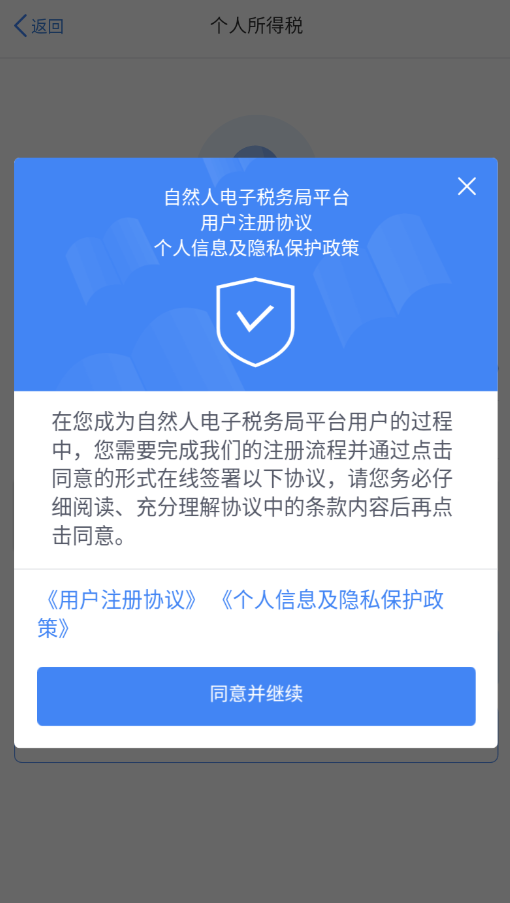 返回
个人所得税
自然人电子税务局平台
用户注册协议
个人信息及隐私保护政策
在您成为自然人电子税务局平台用户的过程
中，您需要完成我们的注册流程并通过点击
同意的形式在线签署以下协议，请您务必仔
细阅读、充分理解协议中的条款内容后再点
击同意。
《用户注册协议》 《个人信息及隐私保护政
策》
同意并继续